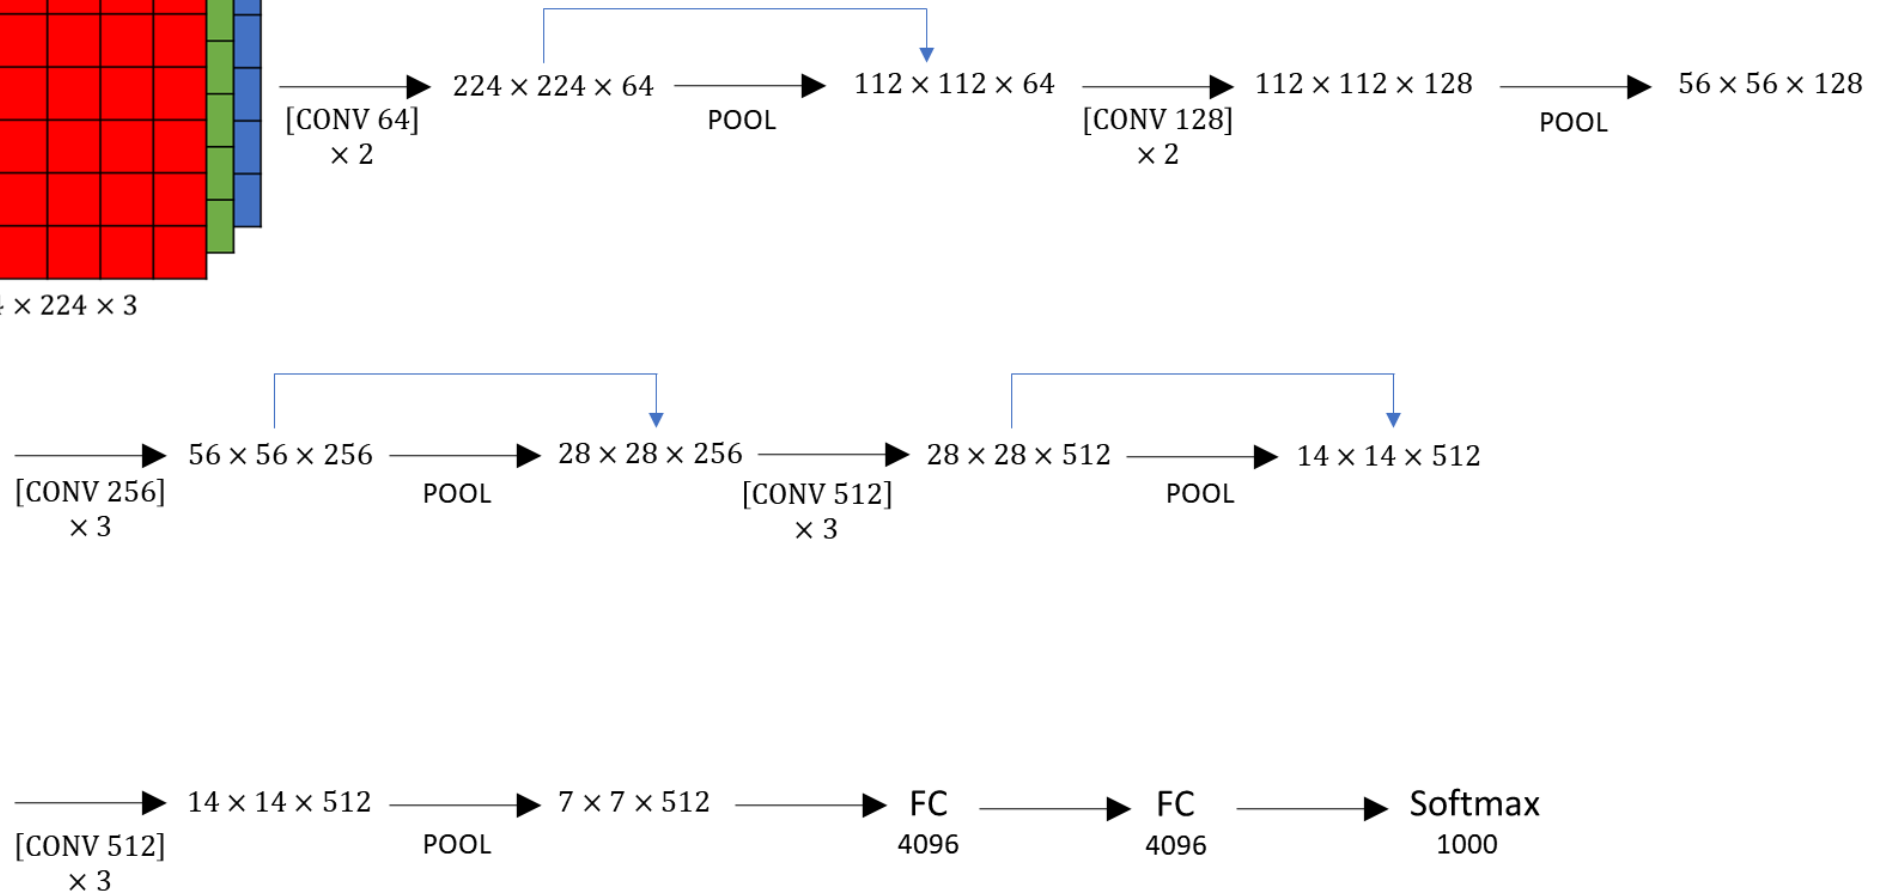 224 × 224 × 64
112 × 112 × 64
112 × 112 × 128
56 × 56 × 128
[CONV 64]
× 2
POOL
[CONV 128]
× 2
POOL
× 224 × 3
56 × 56 × 256
28 × 28 × 256
28 × 28 × 512
14 × 14 × 512
[CONV 256]
× 3
POOL
[CONV 512]
× 3
POOL
14 × 14 × 512
7 × 7 × 512
FC
4096
FC
4096
Softmax
1000
[CONV 512]
× 3
POOL